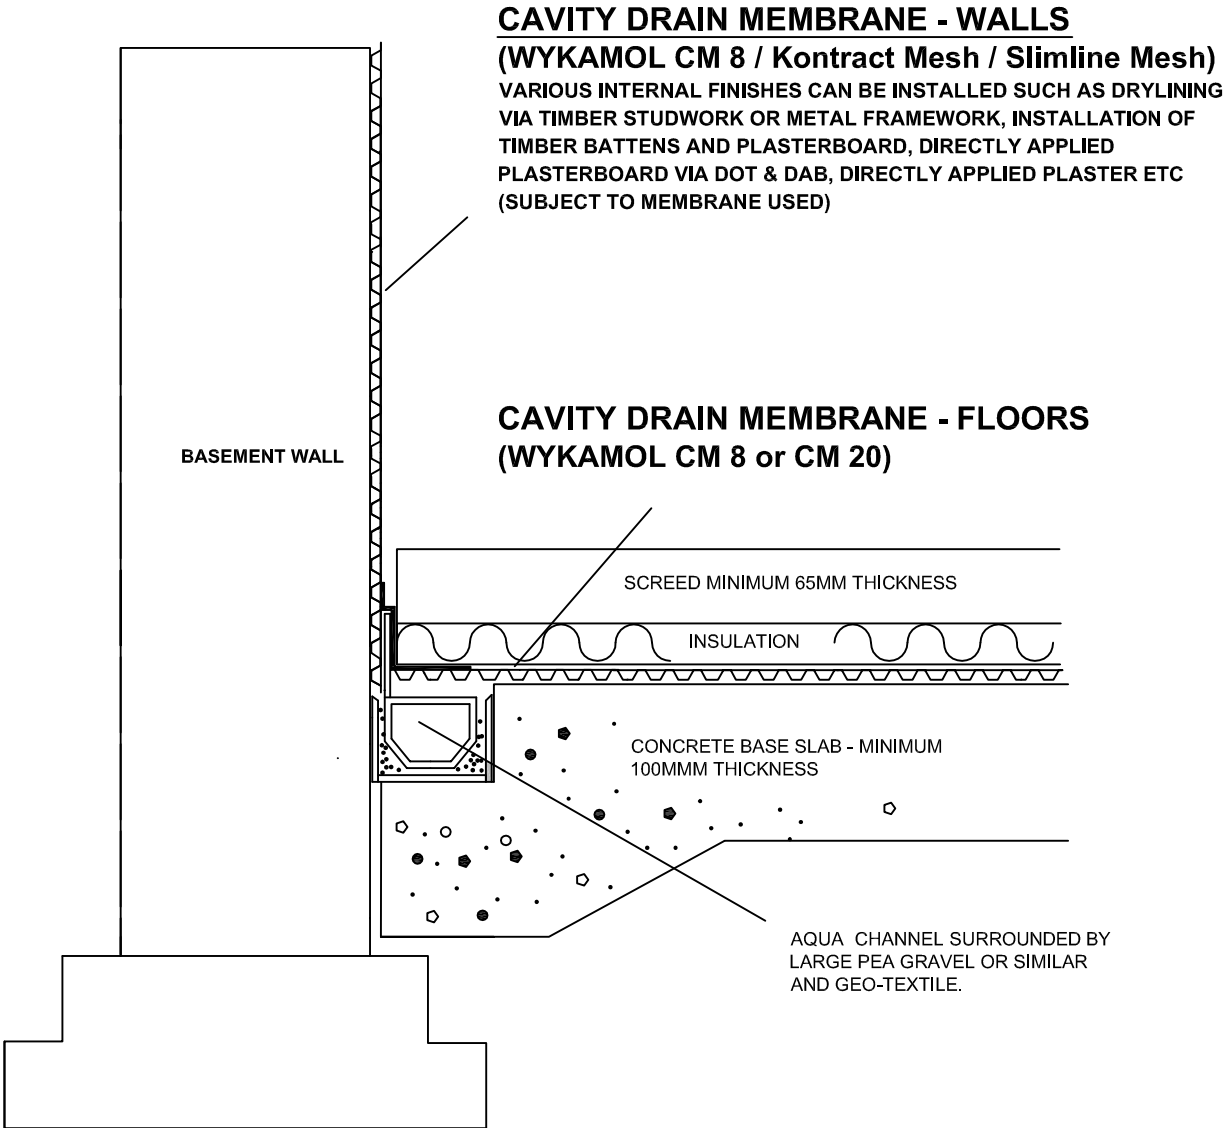 CAVITY DRAIN MEMBRANE - WALLS
(WYKAMOL CM 8 / Kontract Mesh / Slimline Mesh)
VARIOUS INTERNAL FINISHES CAN BE INSTALLED SUCH AS DRYLINING
VIA TIMBER STUDWORK OR METAL FRAMEWORK, INSTALLATION OF
TIMBER BATTENS AND PLASTERBOARD, DIRECTLY APPLIED
PLASTERBOARD VIA DOT & DAB, DIRECTLY APPLIED PLASTER ETC
(SUBJECT TO MEMBRANE USED)
CAVITY DRAIN MEMBRANE - FLOORS
(WYKAMOL CM 8 or CM 20)
BASEMENT WALL
SCREED MINIMUM 65MM THICKNESS
INSULATION
CONCRETE BASE SLAB - MINIMUM
100MMM THICKNESS
AQUA CHANNEL SURROUNDED BY
LARGE PEA GRAVEL OR SIMILAR
AND GEO-TEXTILE.